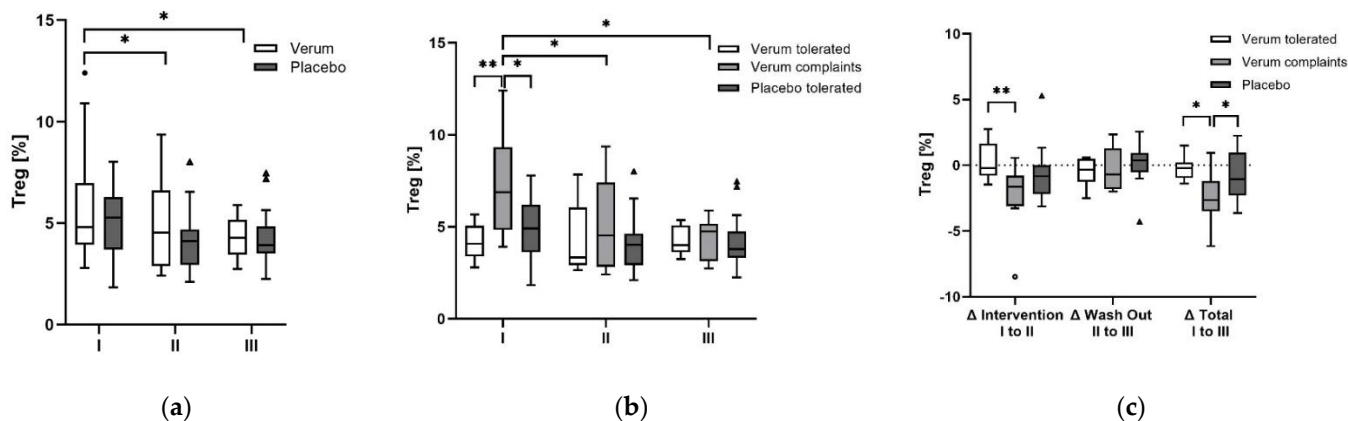 15
10
5
0
Treg [%]
*
*
Verum
Placebo
I
II
III
(a)
15
10
5
0
Treg [%]
*
*
**
*
Verum tolerated
Verum complaints
Placebo tolerated
I
II
III
(b)
10
5
0
-5
-10
Treg [%]
Verum tolerated
Verum complaints
Placebo
**
*
*
Δ Intervention
I to II
Δ Wash Out
II to III
Δ Total
I to III
(c)